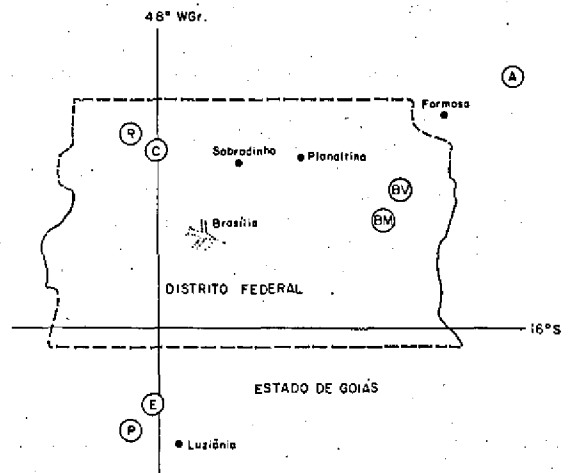 48° WGr.
A
Formosa
R
C
Sobradinho
Planaltina
BV
BM
Brasília
DISTRITO FEDERAL
16°S
ESTADO DE GOIÁS
E
P
Luziânia